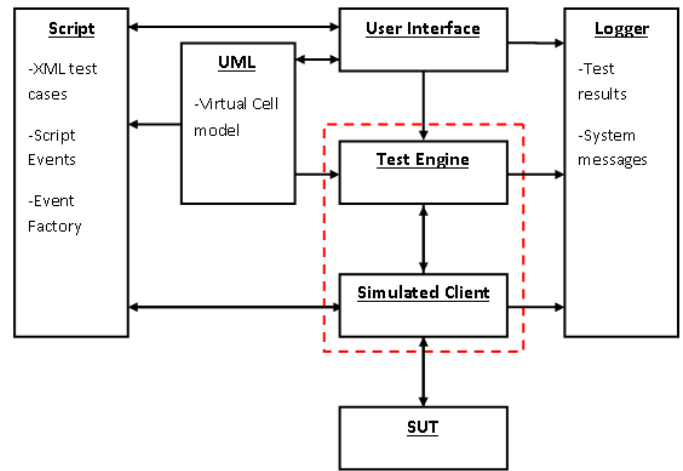 Script
-XML test
cases
-Script
Events
-Event
Factory
UML
-Virtual Cell
model
User Interface
Test Engine
Simulated Client
SUT
Logger
-Test
results
-System
messages